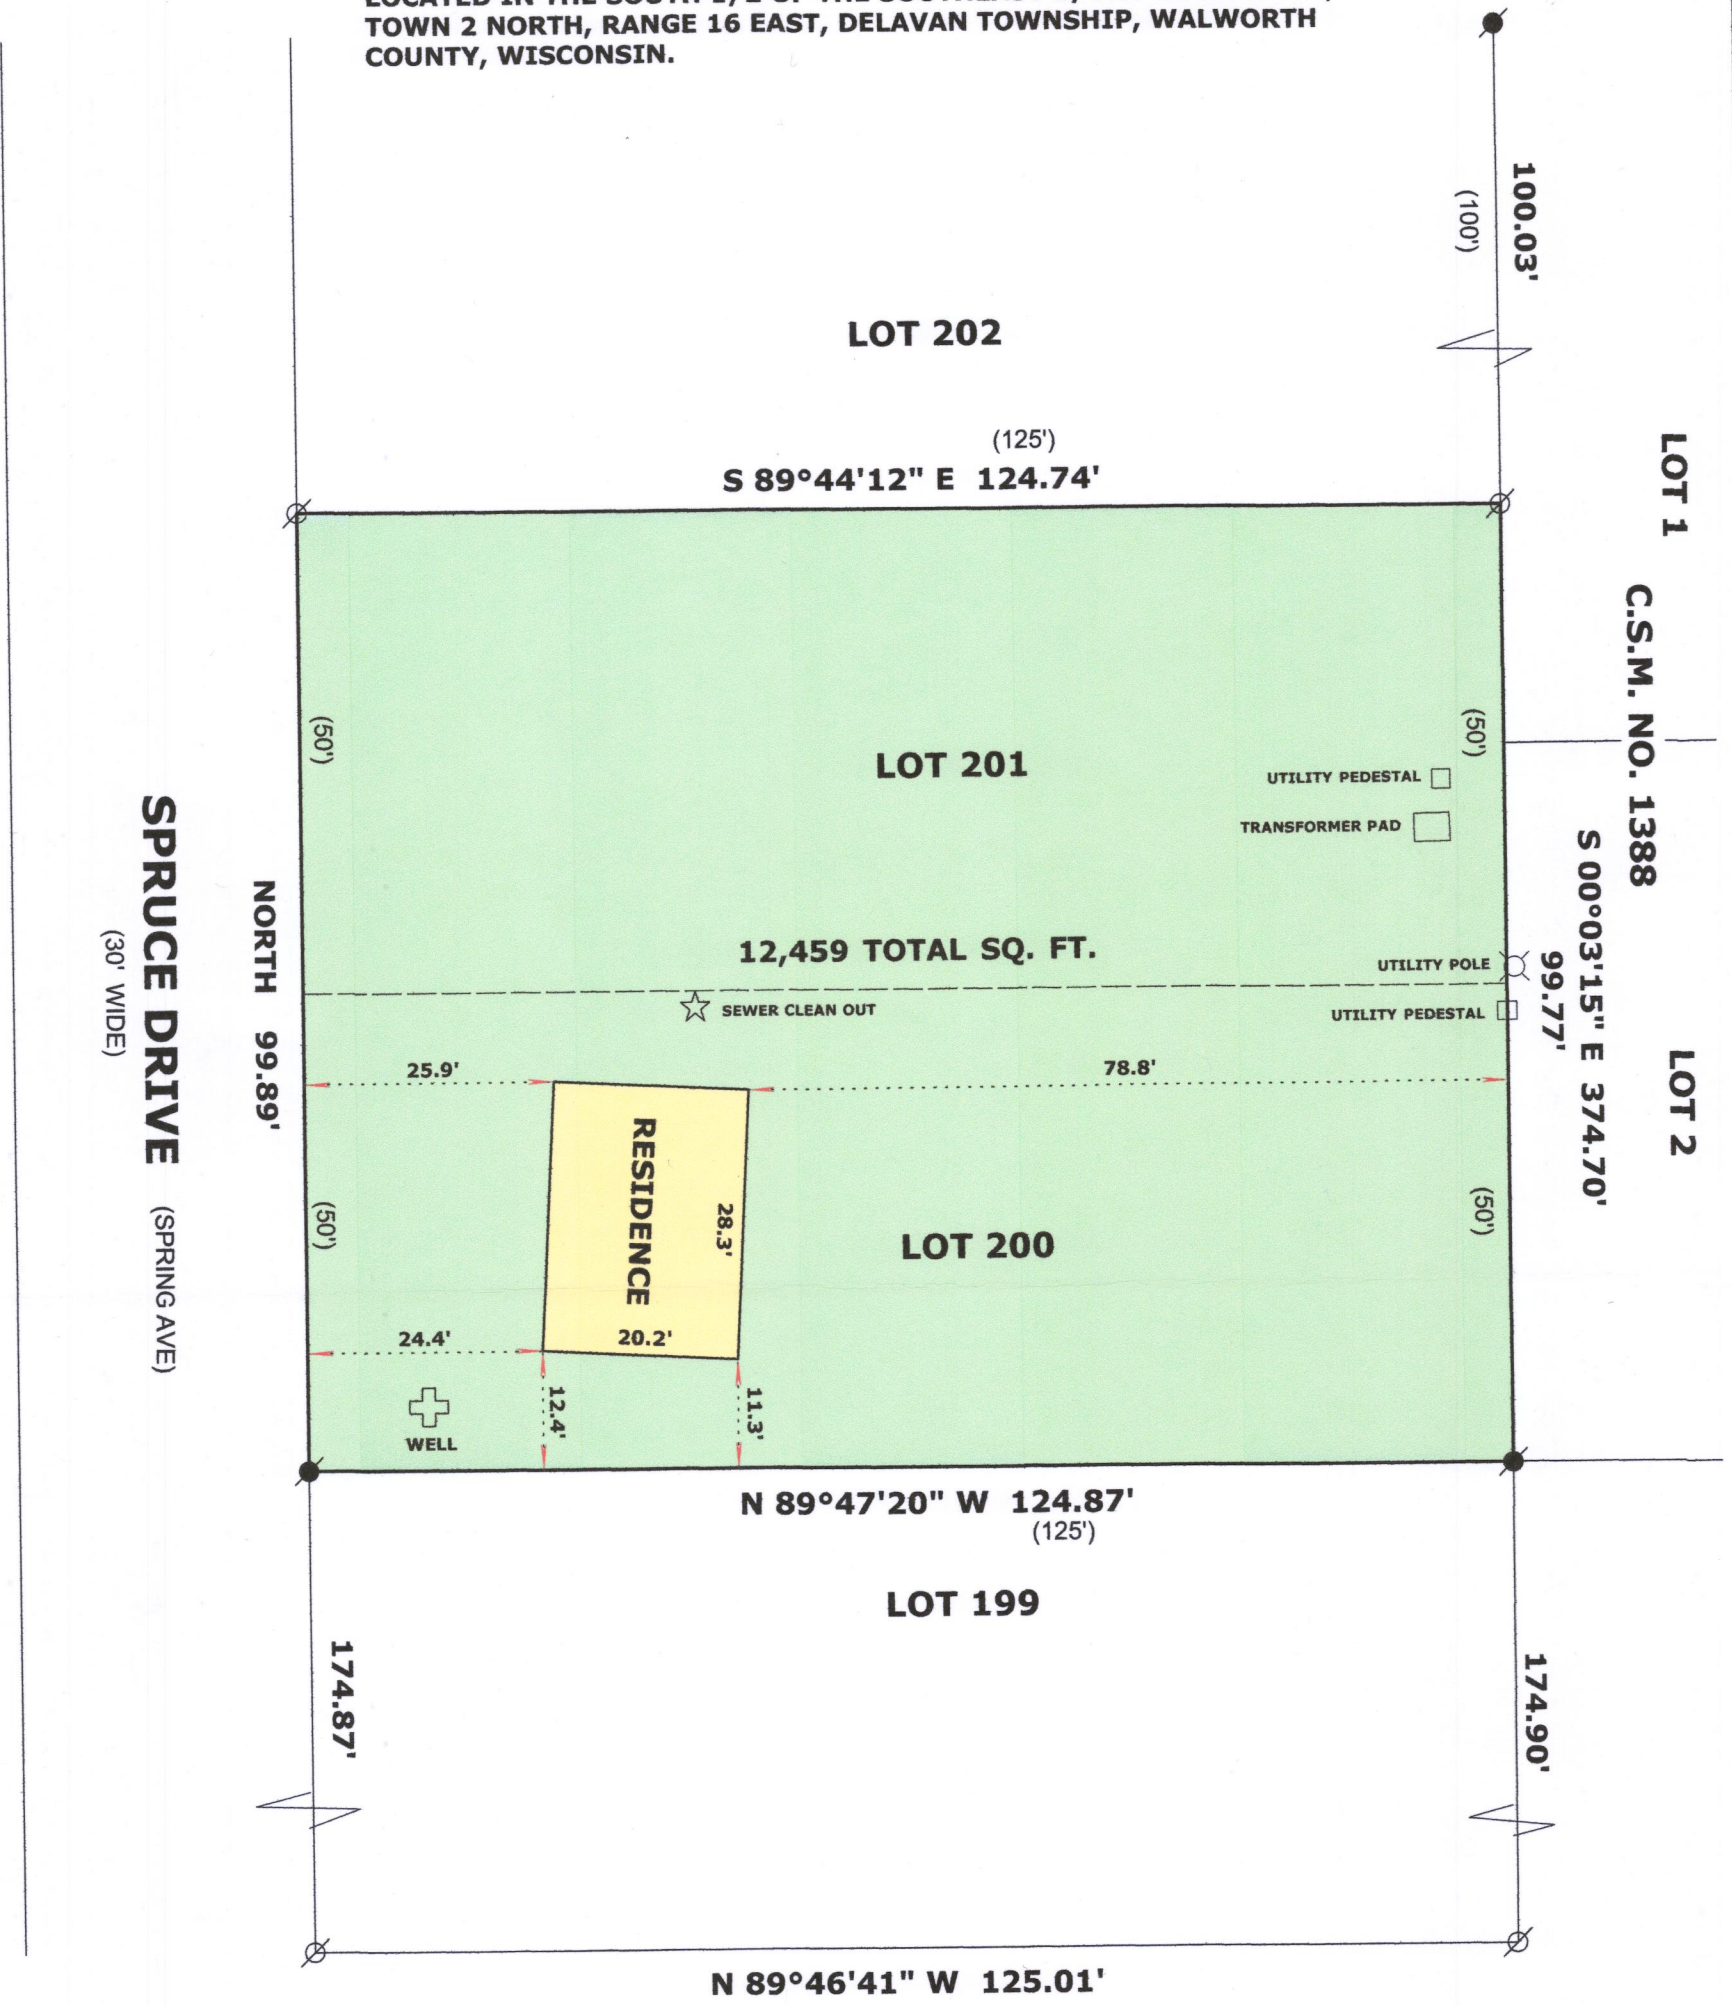 TOWN 2 NORTH, RANGE 16 EAST, DELAVAN TOWNSHIP, WALWORTH
COUNTY, WISCONSIN.
100.03'
(100')
LOT 202
(125')
S 89°44'12" E 124.74'
LOT 1
C.S.M. NO. 1388
LOT 2
S 00°03'15" E 374.70'
99.77'
(50')
(50')
LOT 201
UTILITY PEDESTAL
TRANSFORMER PAD
12,459 TOTAL SQ. FT.
UTILITY POLE
SEWER CLEAN OUT
UTILITY PEDESTAL
SPRUCE DRIVE (SPRING AVE)
(30' WIDE)
NORTH 99.89'
25.9'
78.8'
RESIDENCE
28.3'
20.2'
LOT 200
(50')
(50')
24.4'
12.4'
11.3'
WELL
N 89°47'20" W 124.87'
(125')
LOT 199
174.87'
174.90'
N 89°46'41" W 125.01'